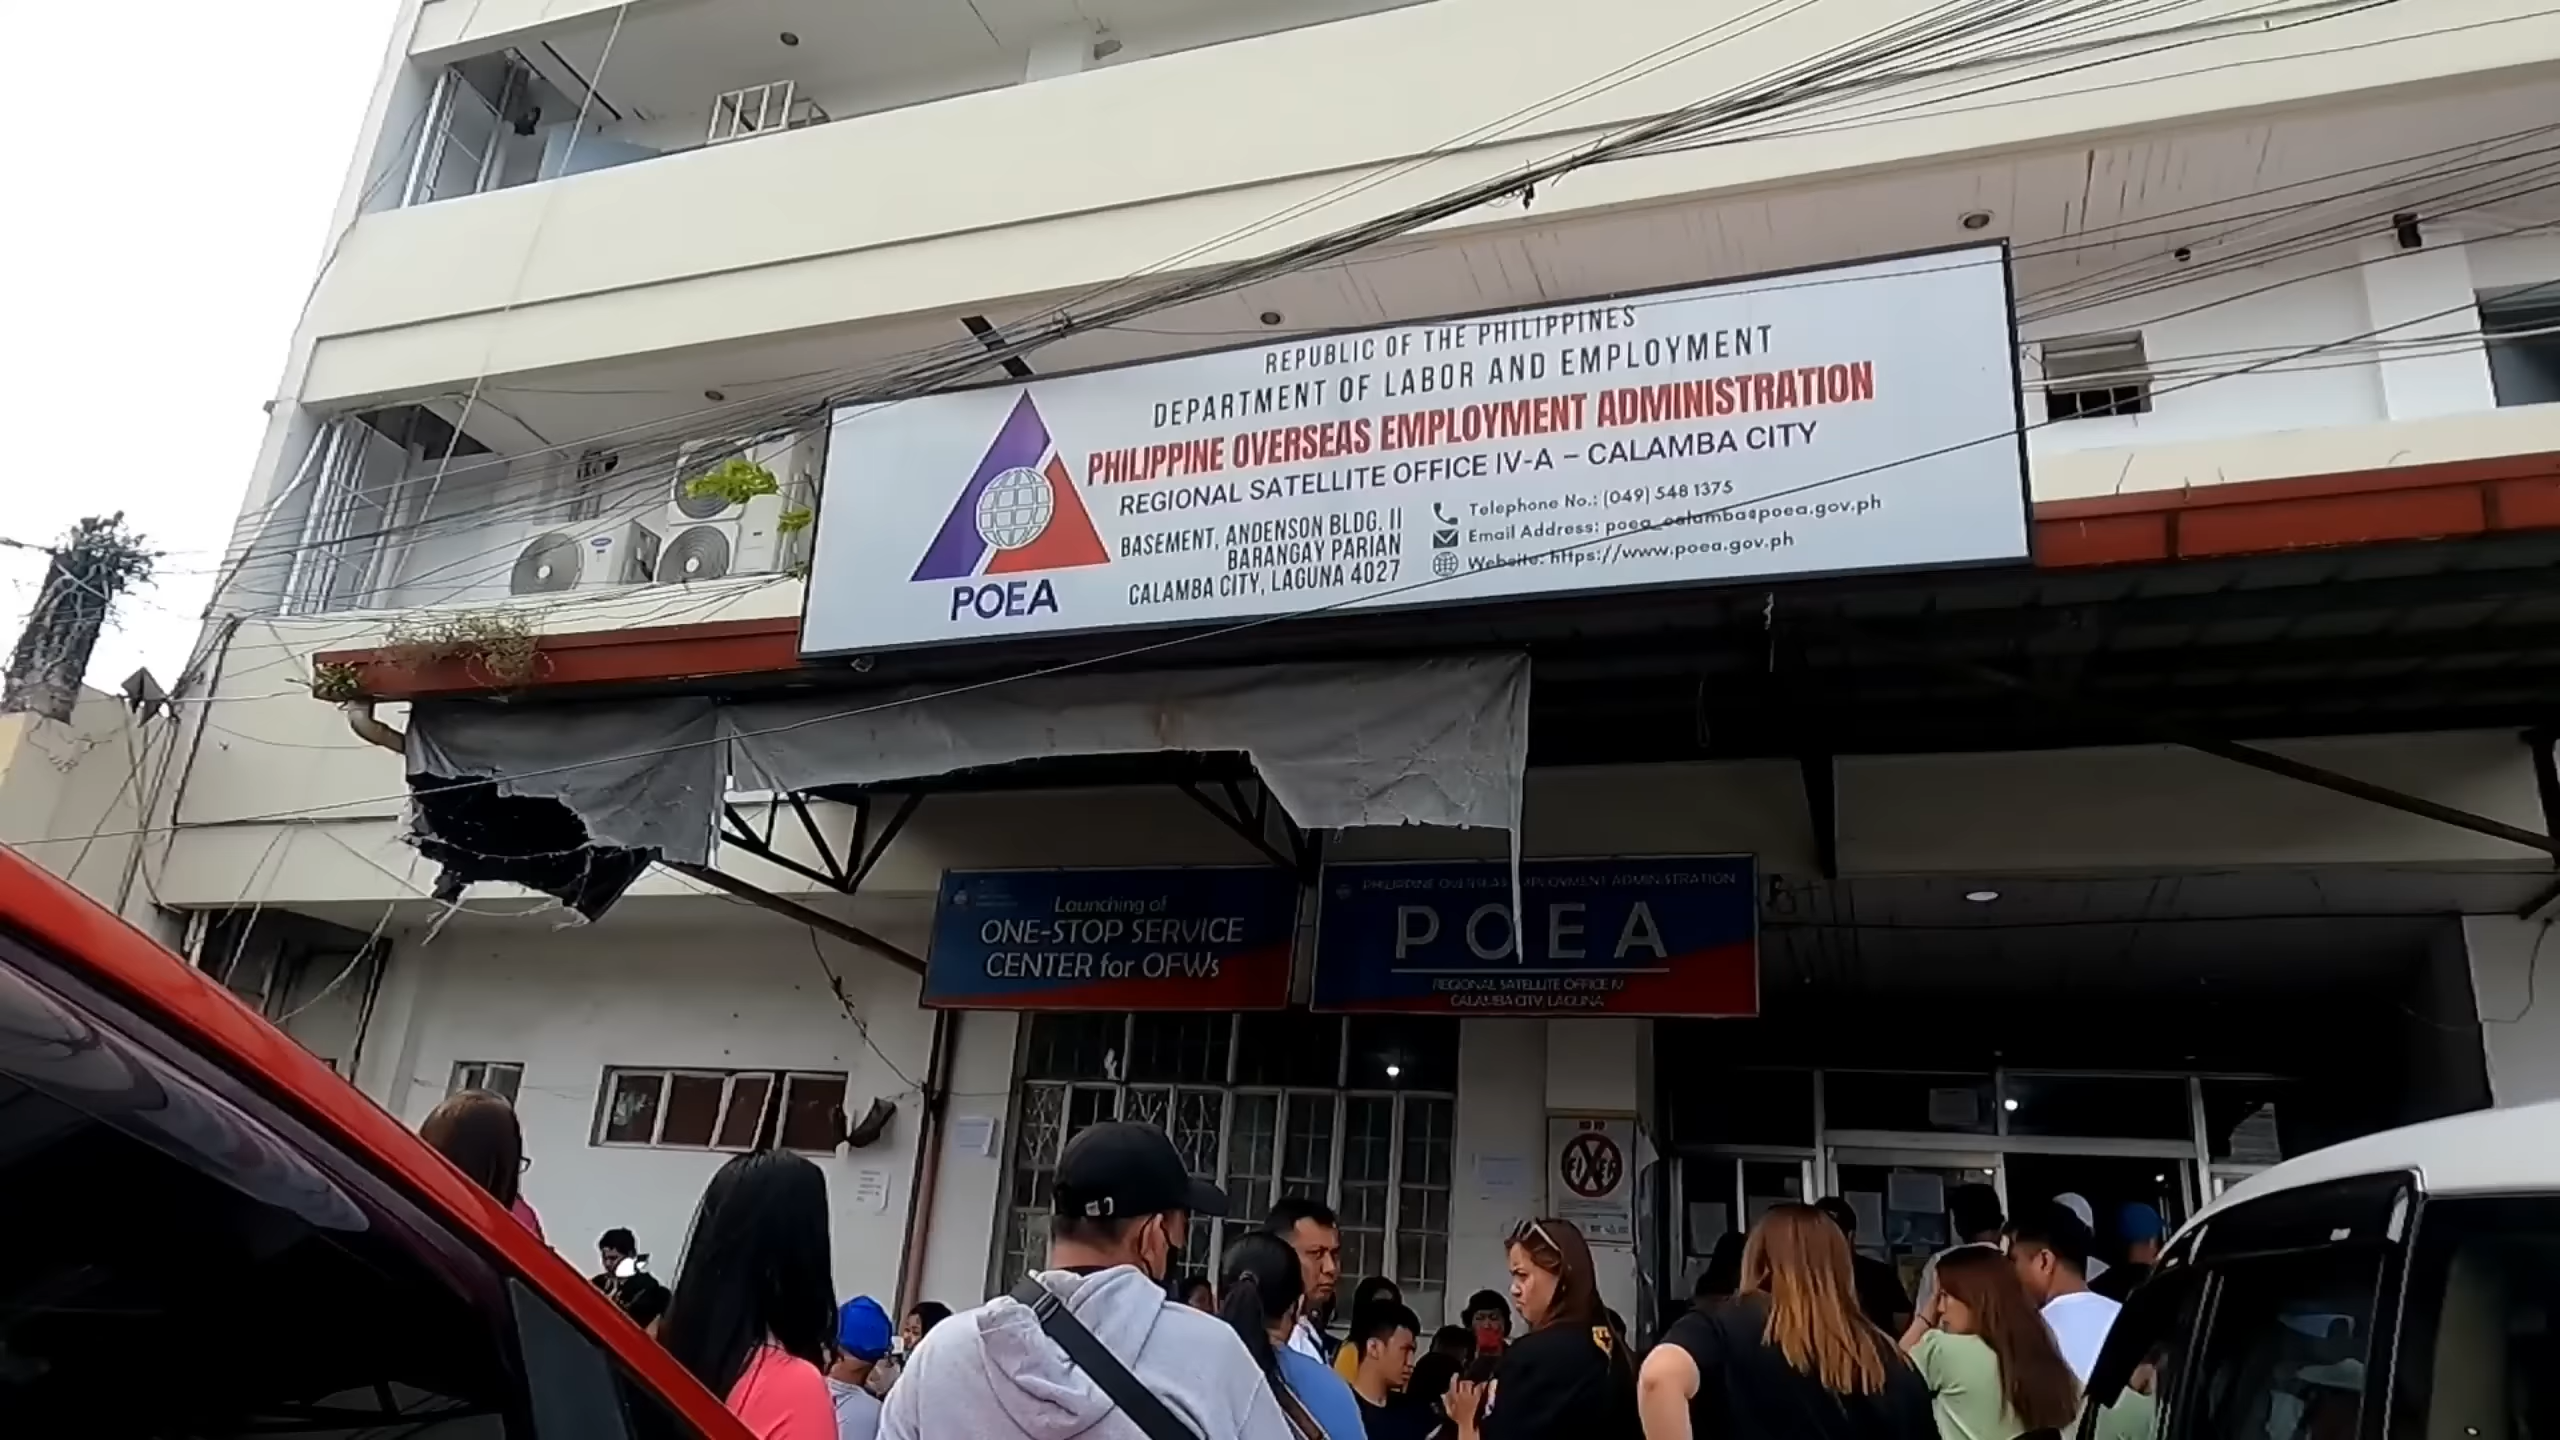 REPUBLIC OF THE PHILIPPINES
DEPARTMENT OF LABOR AND EMPLOYMENT
PHILIPPINE OVERSEAS EMPLOYMENT ADMINISTRATION
REGIONAL SATELLITE OFFICE IV-A – CALAMBA CITY
BASEMENT, ANDENSON BLDG. II
BARANGAY PARIAN
CALAMBA CITY, LAGUNA 4027
Telephone No.: (049) 548 1375
Email Address: poea_calamba@poea.gov.ph
Website: https://www.poea.gov.ph
POEA
Launching of
ONE-STOP SERVICE
CENTER for OFWs
PHILIPPINE OVERSEAS EMPLOYMENT ADMINISTRATION
POEA
REGIONAL SATELLITE OFFICE IV
CALAMBA CITY, LAGUNA
FIXER